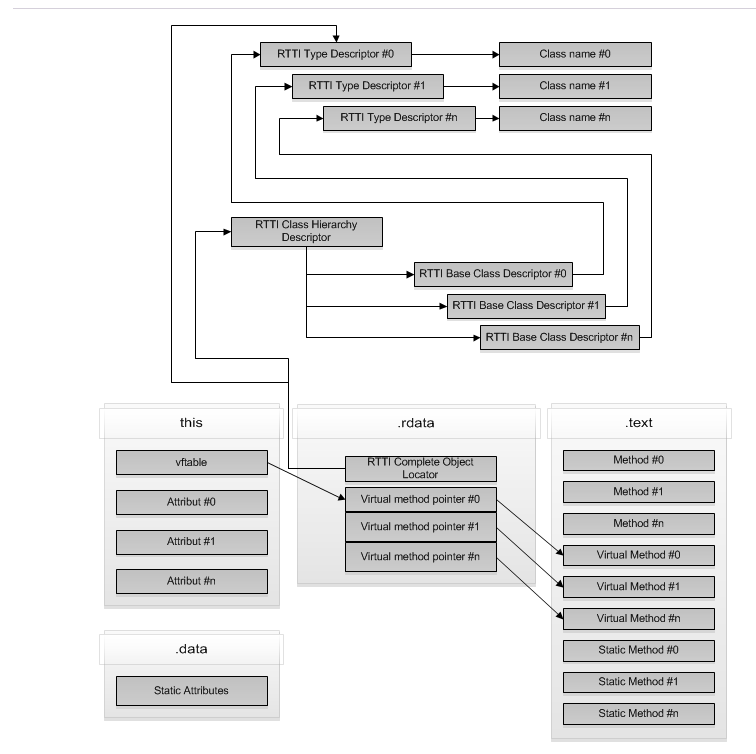 RTTI Type Descriptor #0
Class name #0
RTTI Type Descriptor #1
Class name #1
RTTI Type Descriptor #n
Class name #n
RTTI Class Hierarchy
Descriptor
RTTI Base Class Descriptor #0
RTTI Base Class Descriptor #1
RTTI Base Class Descriptor #n
this
vftable
Attribut #0
Attribut #1
Attribut #n
.data
Static Attributes
.rdata
RTTI Complete Object
Locator
Virtual method pointer #0
Virtual method pointer #1
Virtual method pointer #n
.text
Method #0
Method #1
Method #n
Virtual Method #0
Virtual Method #1
Virtual Method #n
Static Method #0
Static Method #1
Static Method #n